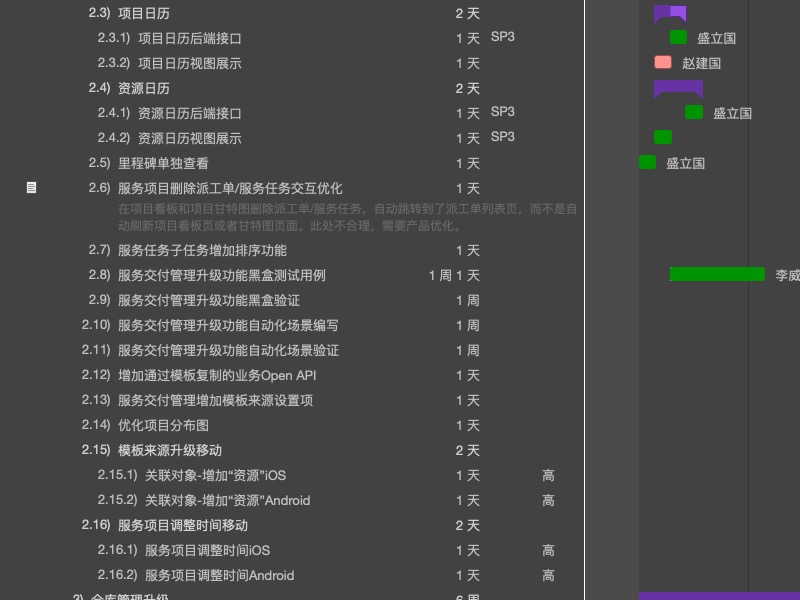 2.3) 项目日历 2 天
2.3.1) 项目日历后端接口 1 天 SP3 盛立国
2.3.2) 项目日历视图展示 1 天 赵建国
2.4) 资源日历 2 天
2.4.1) 资源日历后端接口 1 天 SP3 盛立国
2.4.2) 资源日历视图展示 1 天 SP3
2.5) 里程碑单独查看 1 天 盛立国
2.6) 服务项目删除派工单/服务任务交互优化 1 天
在项目看板和项目甘特图删除派工单/服务任务，自动跳转到了派工单列表页，而不是自
动刷新项目看板页或者甘特图页面。此处不合理，需要产品优化。
2.7) 服务任务子任务增加排序功能 1 天
2.8) 服务交付管理升级功能黑盒测试用例 1 周 1 天 李威
2.9) 服务交付管理升级功能黑盒验证 1 周
2.10) 服务交付管理升级功能自动化场景编写 1 周
2.11) 服务交付管理升级功能自动化场景验证 1 周
2.12) 增加通过模板复制的业务Open API 1 天
2.13) 服务交付管理增加模板来源设置项 1 天
2.14) 优化项目分布图 1 天
2.15) 模板来源升级移动 2 天
2.15.1) 关联对象-增加“资源”iOS 1 天 高
2.15.2) 关联对象-增加“资源”Android 1 天 高
2.16) 服务项目调整时间移动 2 天
2.16.1) 服务项目调整时间iOS 1 天 高
2.16.2) 服务项目调整时间Android 1 天 高
3) 仓库管理升级 6 周